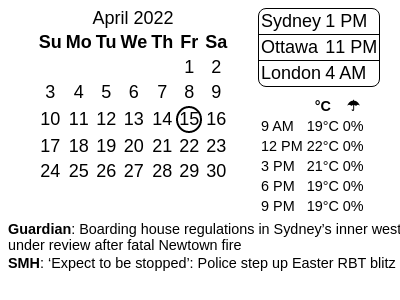 April 2022
Su Mo Tu We Th Fr Sa
1 2
3 4 5 6 7 8 9
10 11 12 13 14 15 16
17 18 19 20 21 22 23
24 25 26 27 28 29 30
Sydney 1 PM
Ottawa 11 PM
London 4 AM
°C ☂
9 AM 19°C 0%
12 PM 22°C 0%
3 PM 21°C 0%
6 PM 19°C 0%
9 PM 19°C 0%
Guardian: Boarding house regulations in Sydney’s inner west
under review after fatal Newtown fire
SMH: ‘Expect to be stopped’: Police step up Easter RBT blitz